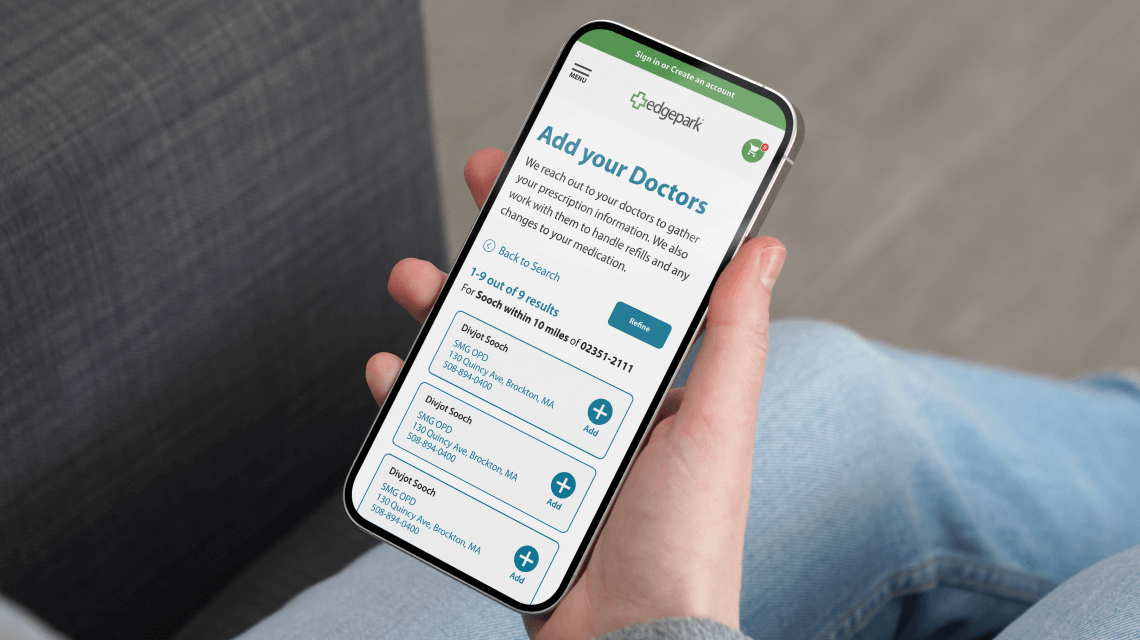 Sign in or Create an account
MENU
edgepark
0
Add your Doctors
We reach out to your doctors to gather
your prescription information. We also
work with them to handle refills and any
changes to your medication.
Back to Search
1-9 out of 9 results
For Sooch within 10 miles of 02351-2111
Refine
Divjot Sooch
SMG OPD
130 Quincy Ave, Brockton, MA
508-894-0400
Add
Divjot Sooch
SMG OPD
130 Quincy Ave, Brockton, MA
508-894-0400
Add
Divjot Sooch
SMG OPD
130 Quincy Ave, Brockton, MA
508-894-0400
Add